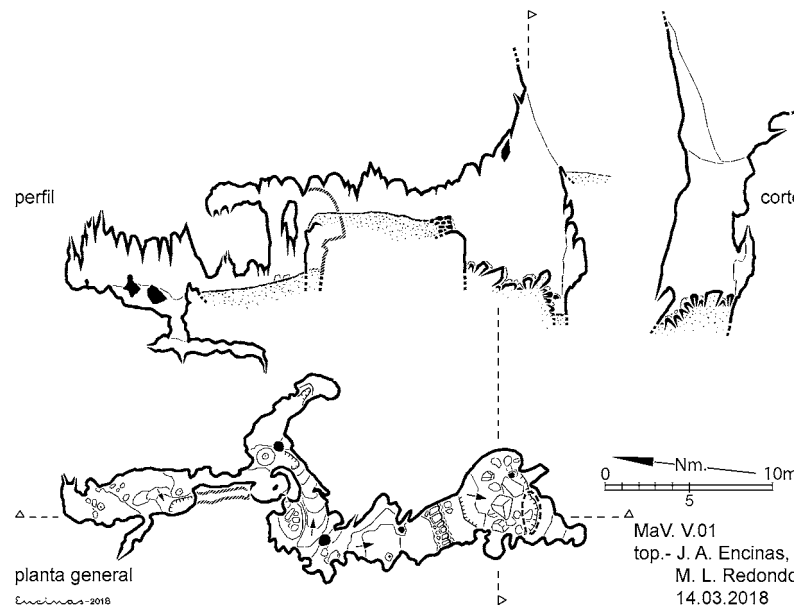 perfil
corte
Nm.
0 10m
5
planta general
Encinas-2018
MaV. V.01
top.- J. A. Encinas,
M. L. Redondo
14.03.2018